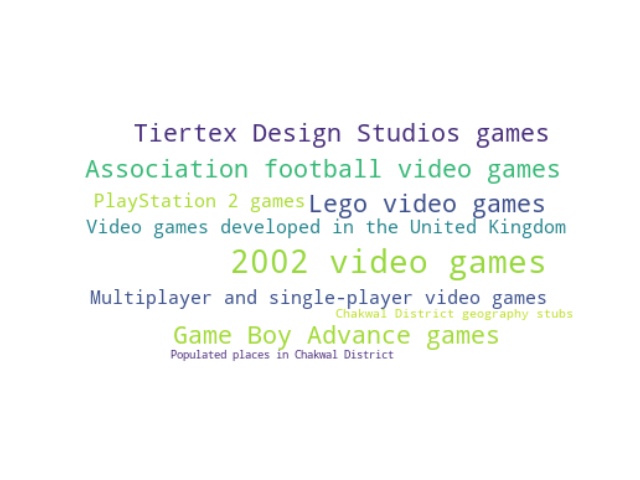 Tiertex Design Studios games
Association football video games
PlayStation 2 games
Lego video games
Video games developed in the United Kingdom
2002 video games
Multiplayer and single-player video games
Chakwal District geography stubs
Game Boy Advance games
Populated places in Chakwal District